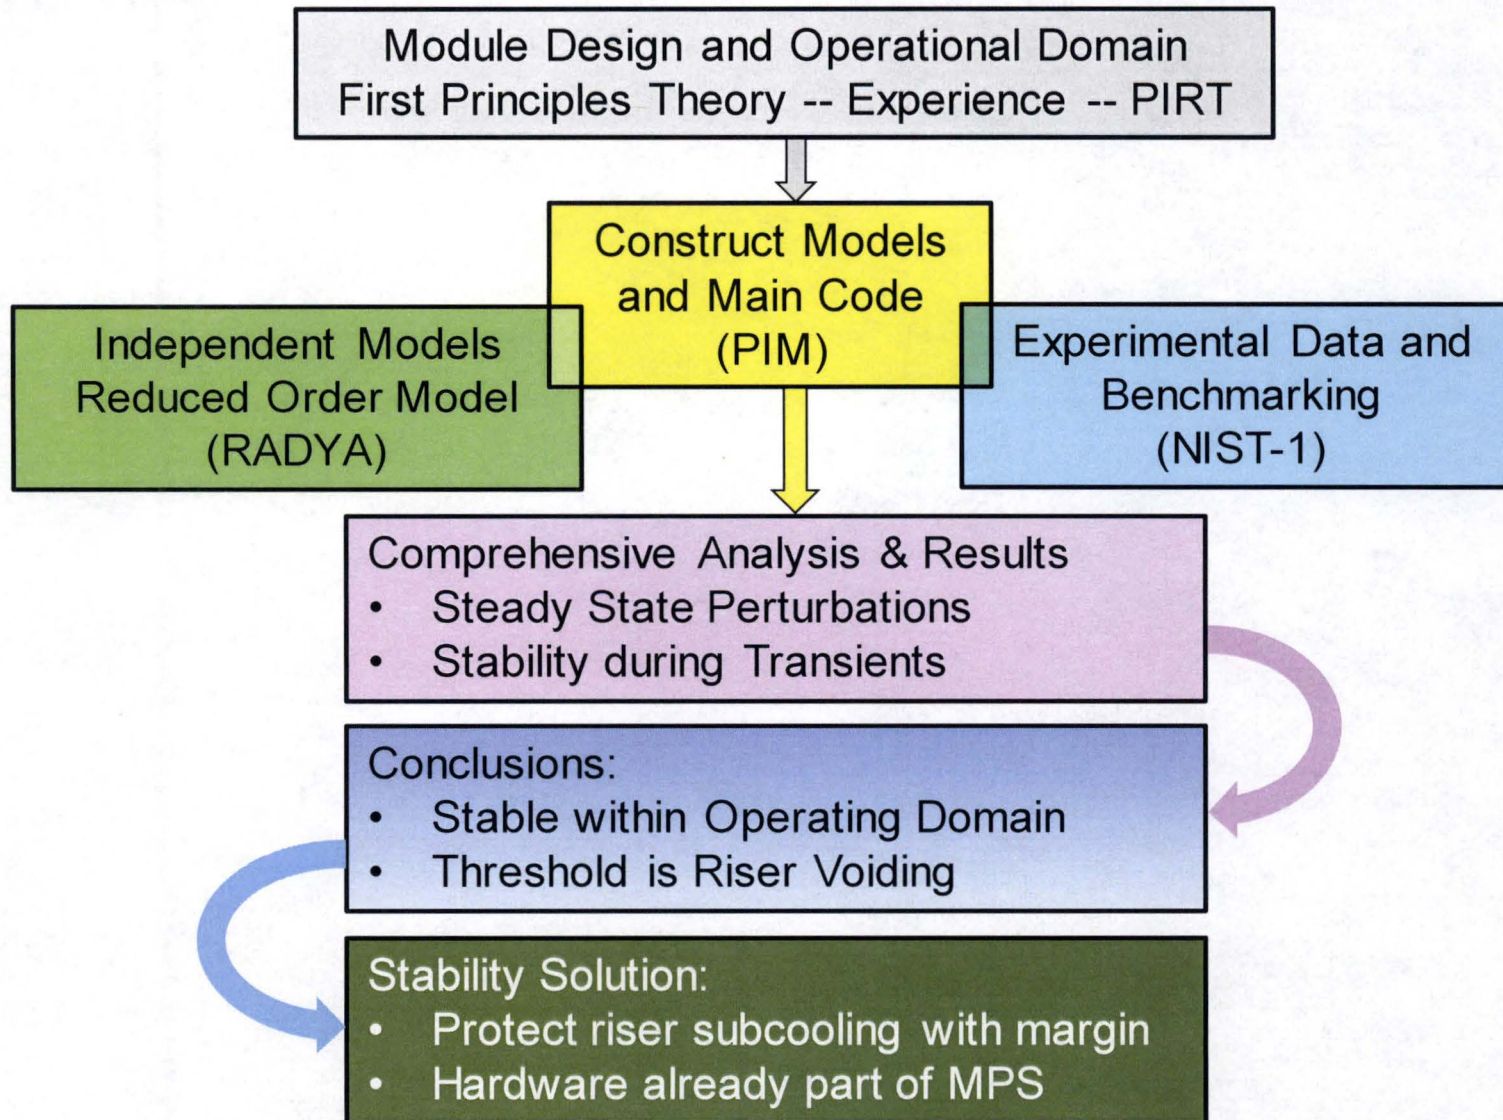 Module Design and Operational Domain
First Principles Theory -- Experience -- PIRT
Construct Models
and Main Code
(PIM)
Independent Models
Reduced Order Model
(RADYA)
Experimental Data and
Benchmarking
(NIST-1)
Comprehensive Analysis & Results
• Steady State Perturbations
• Stability during Transients
Conclusions:
• Stable within Operating Domain
• Threshold is Riser Voiding
Stability Solution:
• Protect riser subcooling with margin
• Hardware already part of MPS